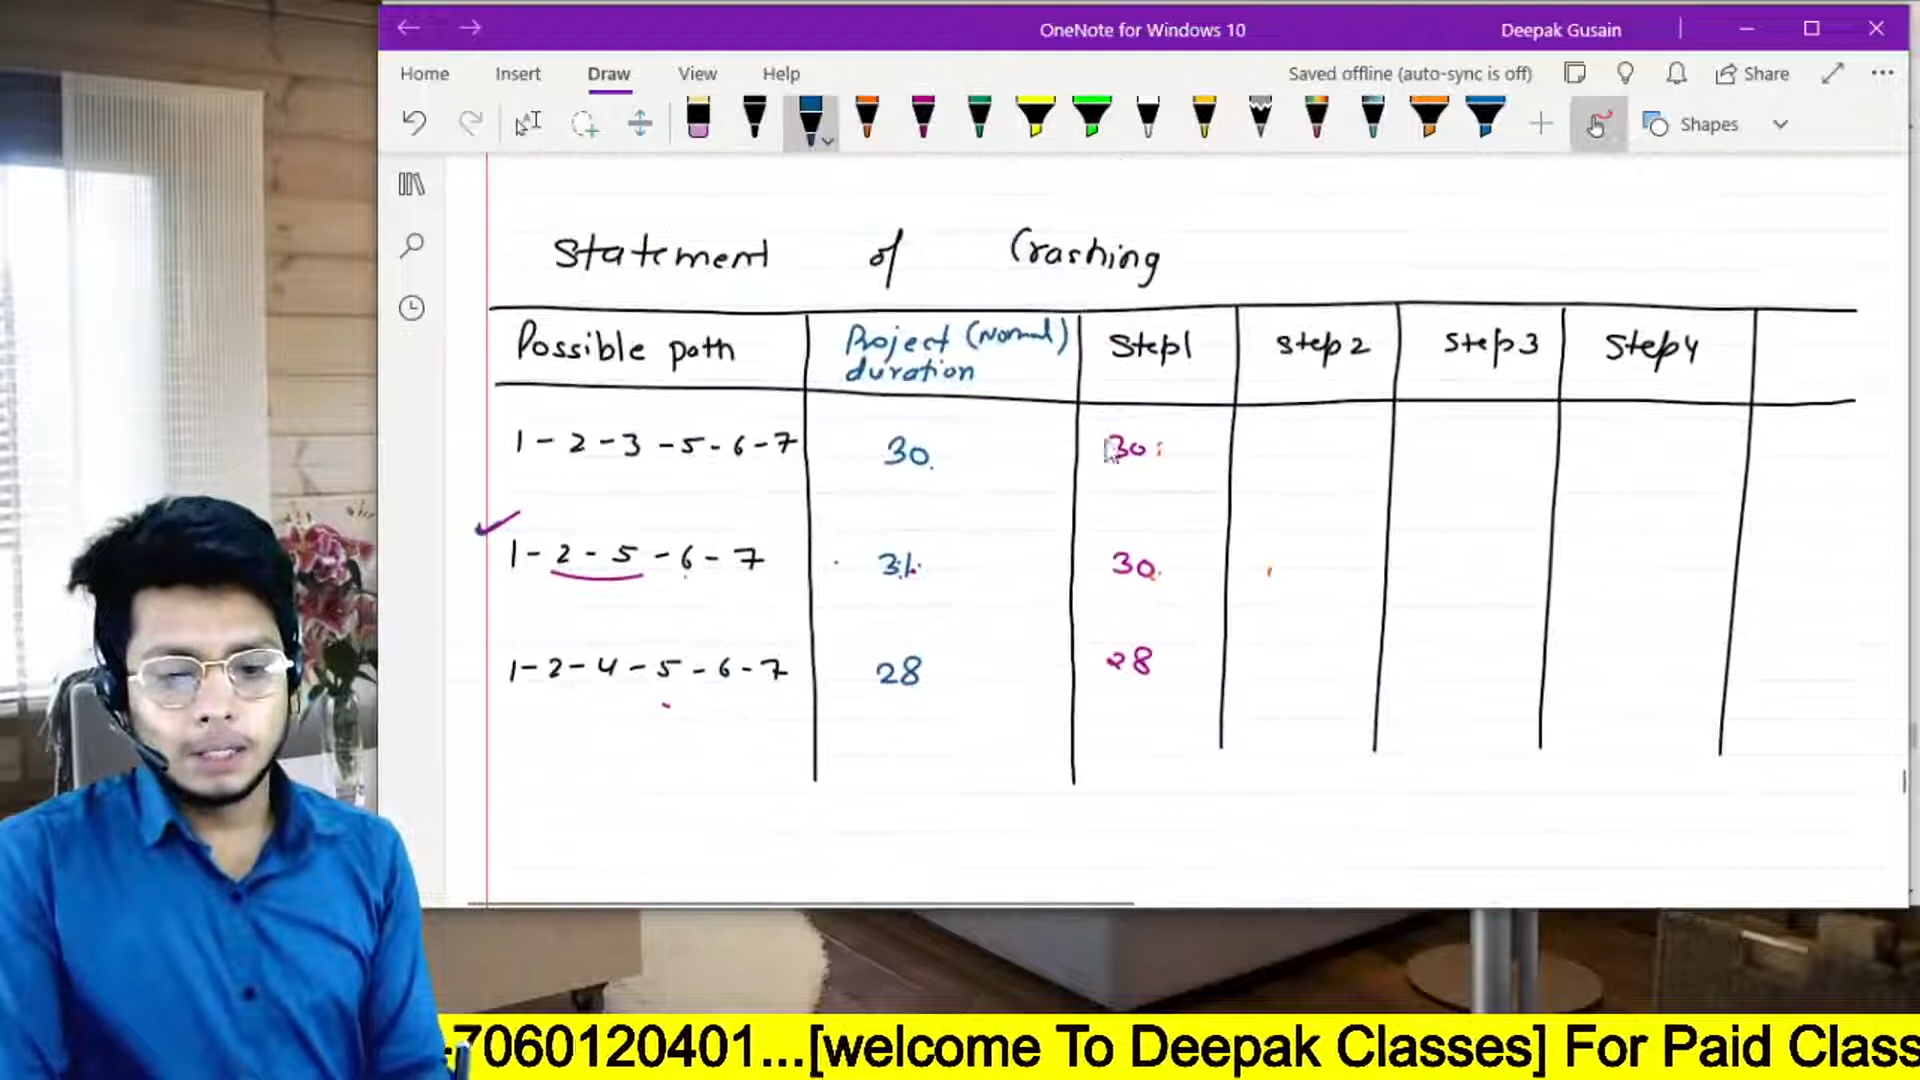 OneNote for Windows 10 Deepak Gusain
Home Insert Draw View Help Saved offline (auto-sync is off) Share
Shapes
Statement of Crashing
Possible path Project (Normal) duration Step1 Step2 Step3 Step4
1-2-3-5-6-7 30 30
1-2-5-6-7 31 30
1-2-4-5-6-7 28 28
7060120401...[welcome To Deepak Classes] For Paid Class